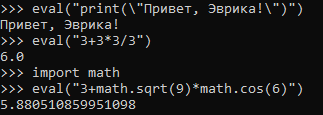 >>> eval("print(\"Привет, Эврика!\")")
Привет, Эврика!
>>> eval("3+3*3/3")
6.0
>>> import math
>>> eval("3+math.sqrt(9)*math.cos(6)")
5.880510859951098